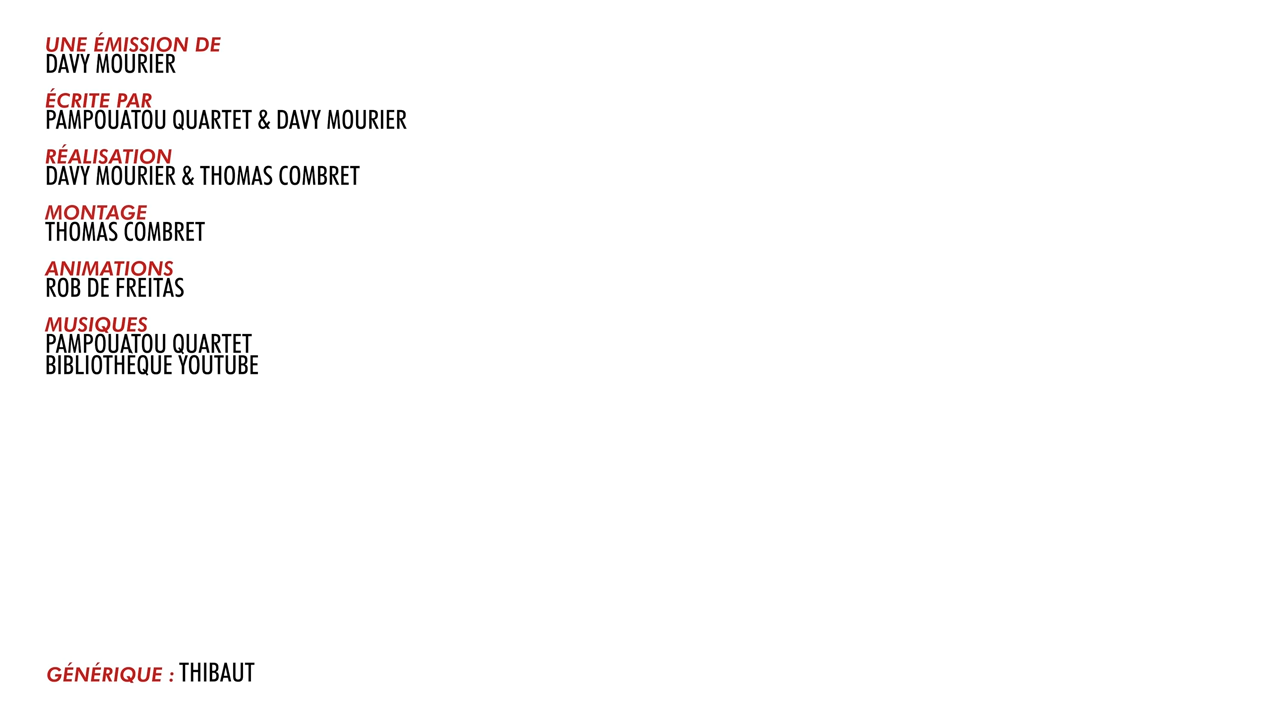 UNE ÉMISSION DE
DAVY MOURIER
ÉCRITE PAR
PAMPOUATOU QUARTET & DAVY MOURIER
RÉALISATION
DAVY MOURIER & THOMAS COMBRET
MONTAGE
THOMAS COMBRET
ANIMATIONS
ROB DE FREITAS
MUSIQUES
PAMPOUATOU QUARTET
BIBLIOTHÈQUE YOUTUBE
GÉNÉRIQUE : THIBAUT